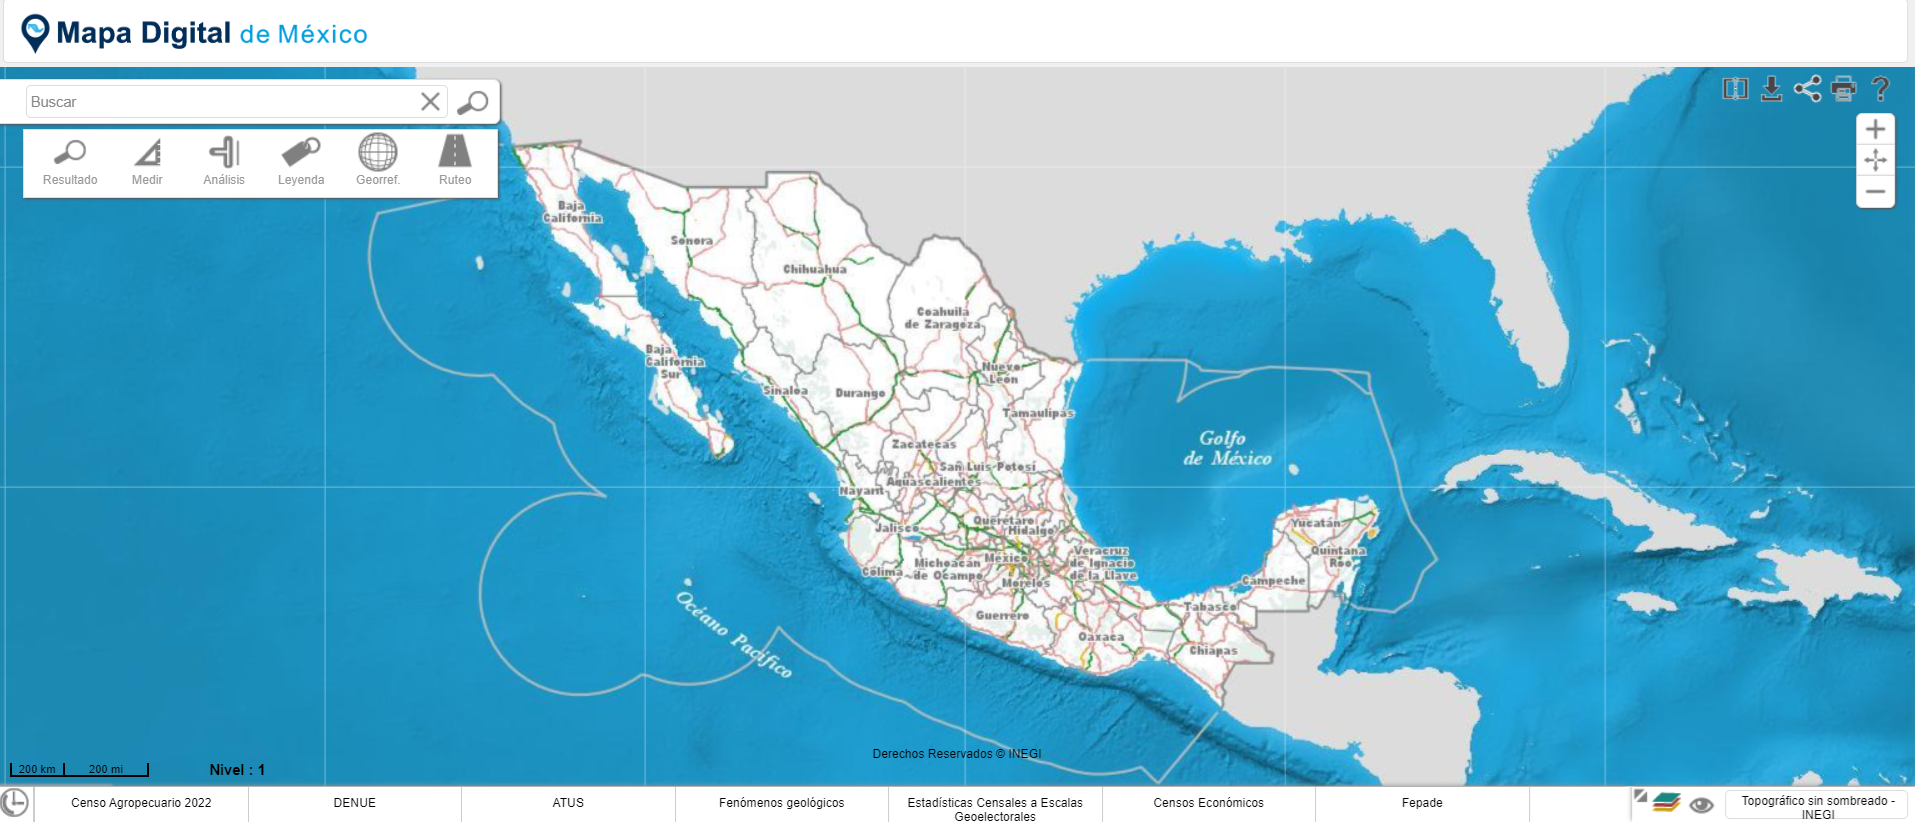 Mapa Digital de México
Buscar
Resultado
Medir
Análisis
Leyenda
Georref.
Ruteo
Baja
California
Sonora
Chihuahua
Coahuila
de Zaragoza
Baja
California
Sur
Nuevo
León
Sinaloa
Durango
Tamaulipas
Zacatecas
San Luis Potosí
Aguascalientes
Nayarit
Golfo
de México
Jalisco
Querétaro
Hidalgo
Yucatán
Quintana
Roo
Colima
Michoacán
de Ocampo
México
Morelos
Veracruz
de Ignacio
de la Llave
Campeche
Guerrero
Tabasco
Oaxaca
Chiapas
Océano Pacífico
Derechos Reservados © INEGI
200 km
200 mi
Nivel : 1
Censo Agropecuario 2022
DENUE
ATUS
Fenómenos geológicos
Estadísticas Censales a Escalas
Geoelectorales
Censos Económicos
Fepade
Topográfico sin sombreado -
INEGI